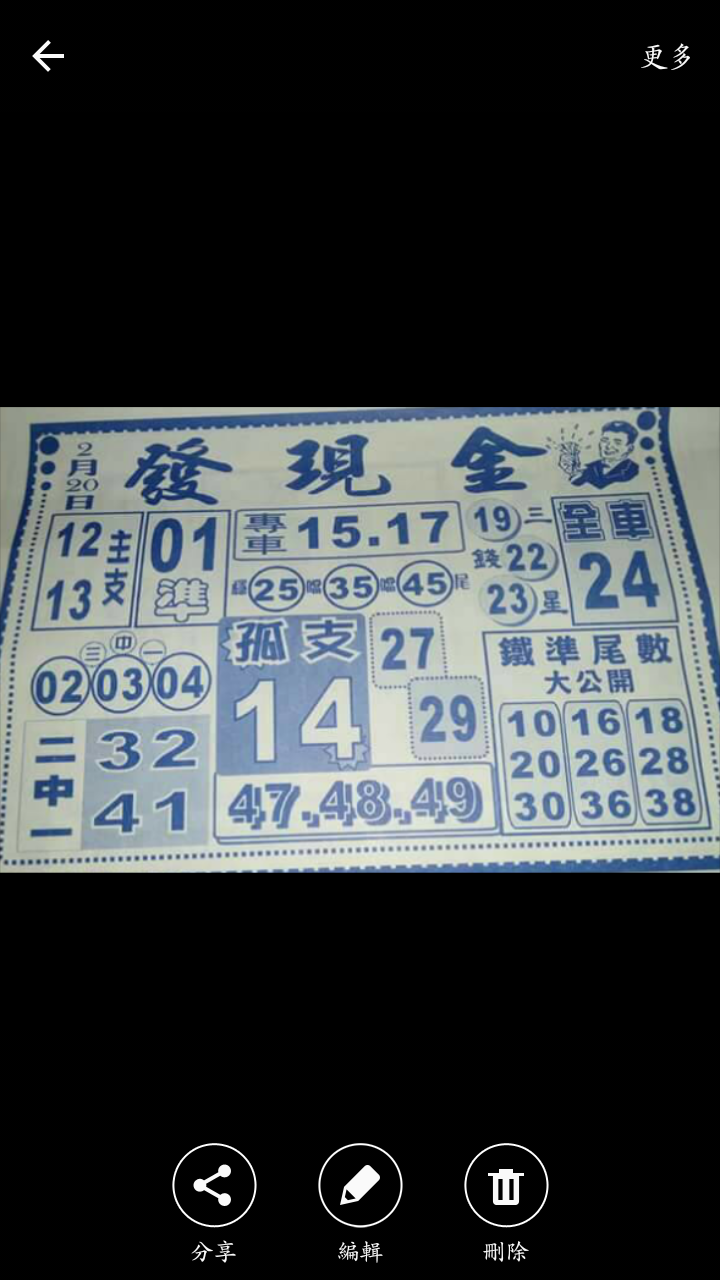 更多
2月20日
發現金
12 主支
13
01
準
專車 15.17
25 35 45 尾
19 三
錢 22
23 星
全車
24
三中一
02 03 04
孤支
14
27
29
鐵準尾數
大公開
10 16 18
20 26 28
30 36 38
二中一
32
41
47.48.49
分享
編輯
刪除